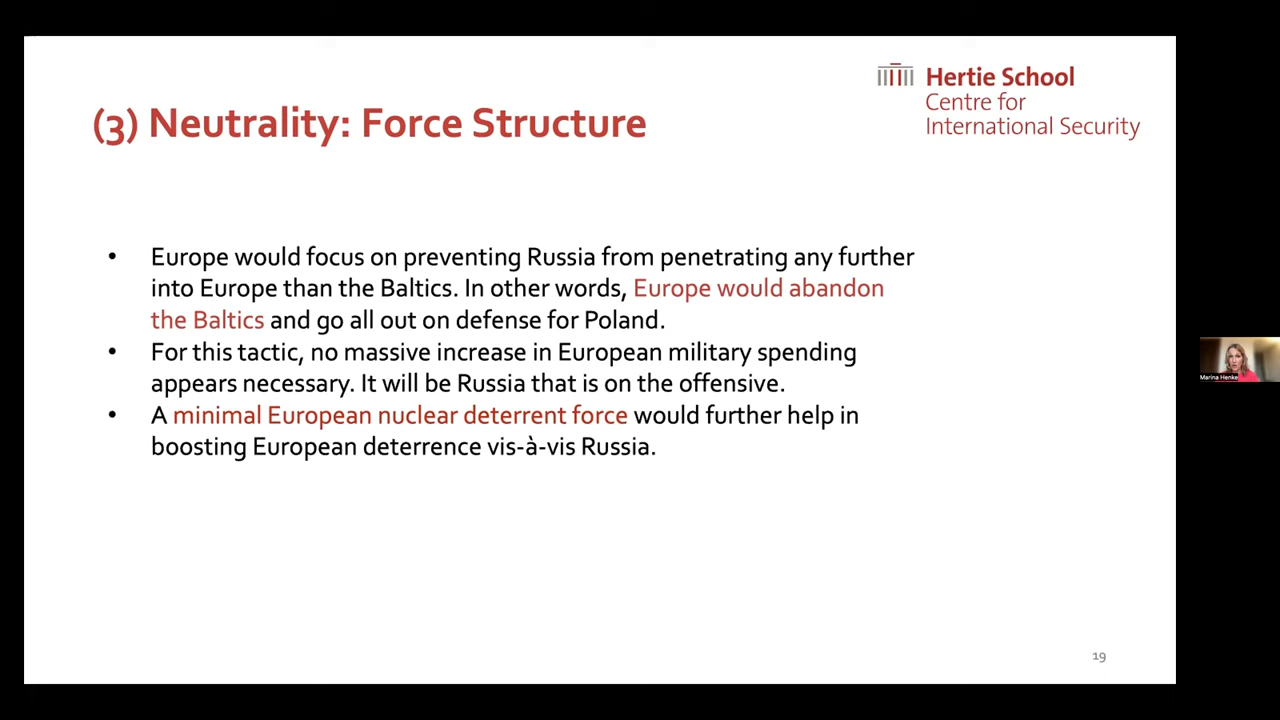 Hertie School
Centre for
International Security
(3) Neutrality: Force Structure
• Europe would focus on preventing Russia from penetrating any further
into Europe than the Baltics. In other words, Europe would abandon
the Baltics and go all out on defense for Poland.
• For this tactic, no massive increase in European military spending
appears necessary. It will be Russia that is on the offensive.
• A minimal European nuclear deterrent force would further help in
boosting European deterrence vis-à-vis Russia.
Marina Henke
19